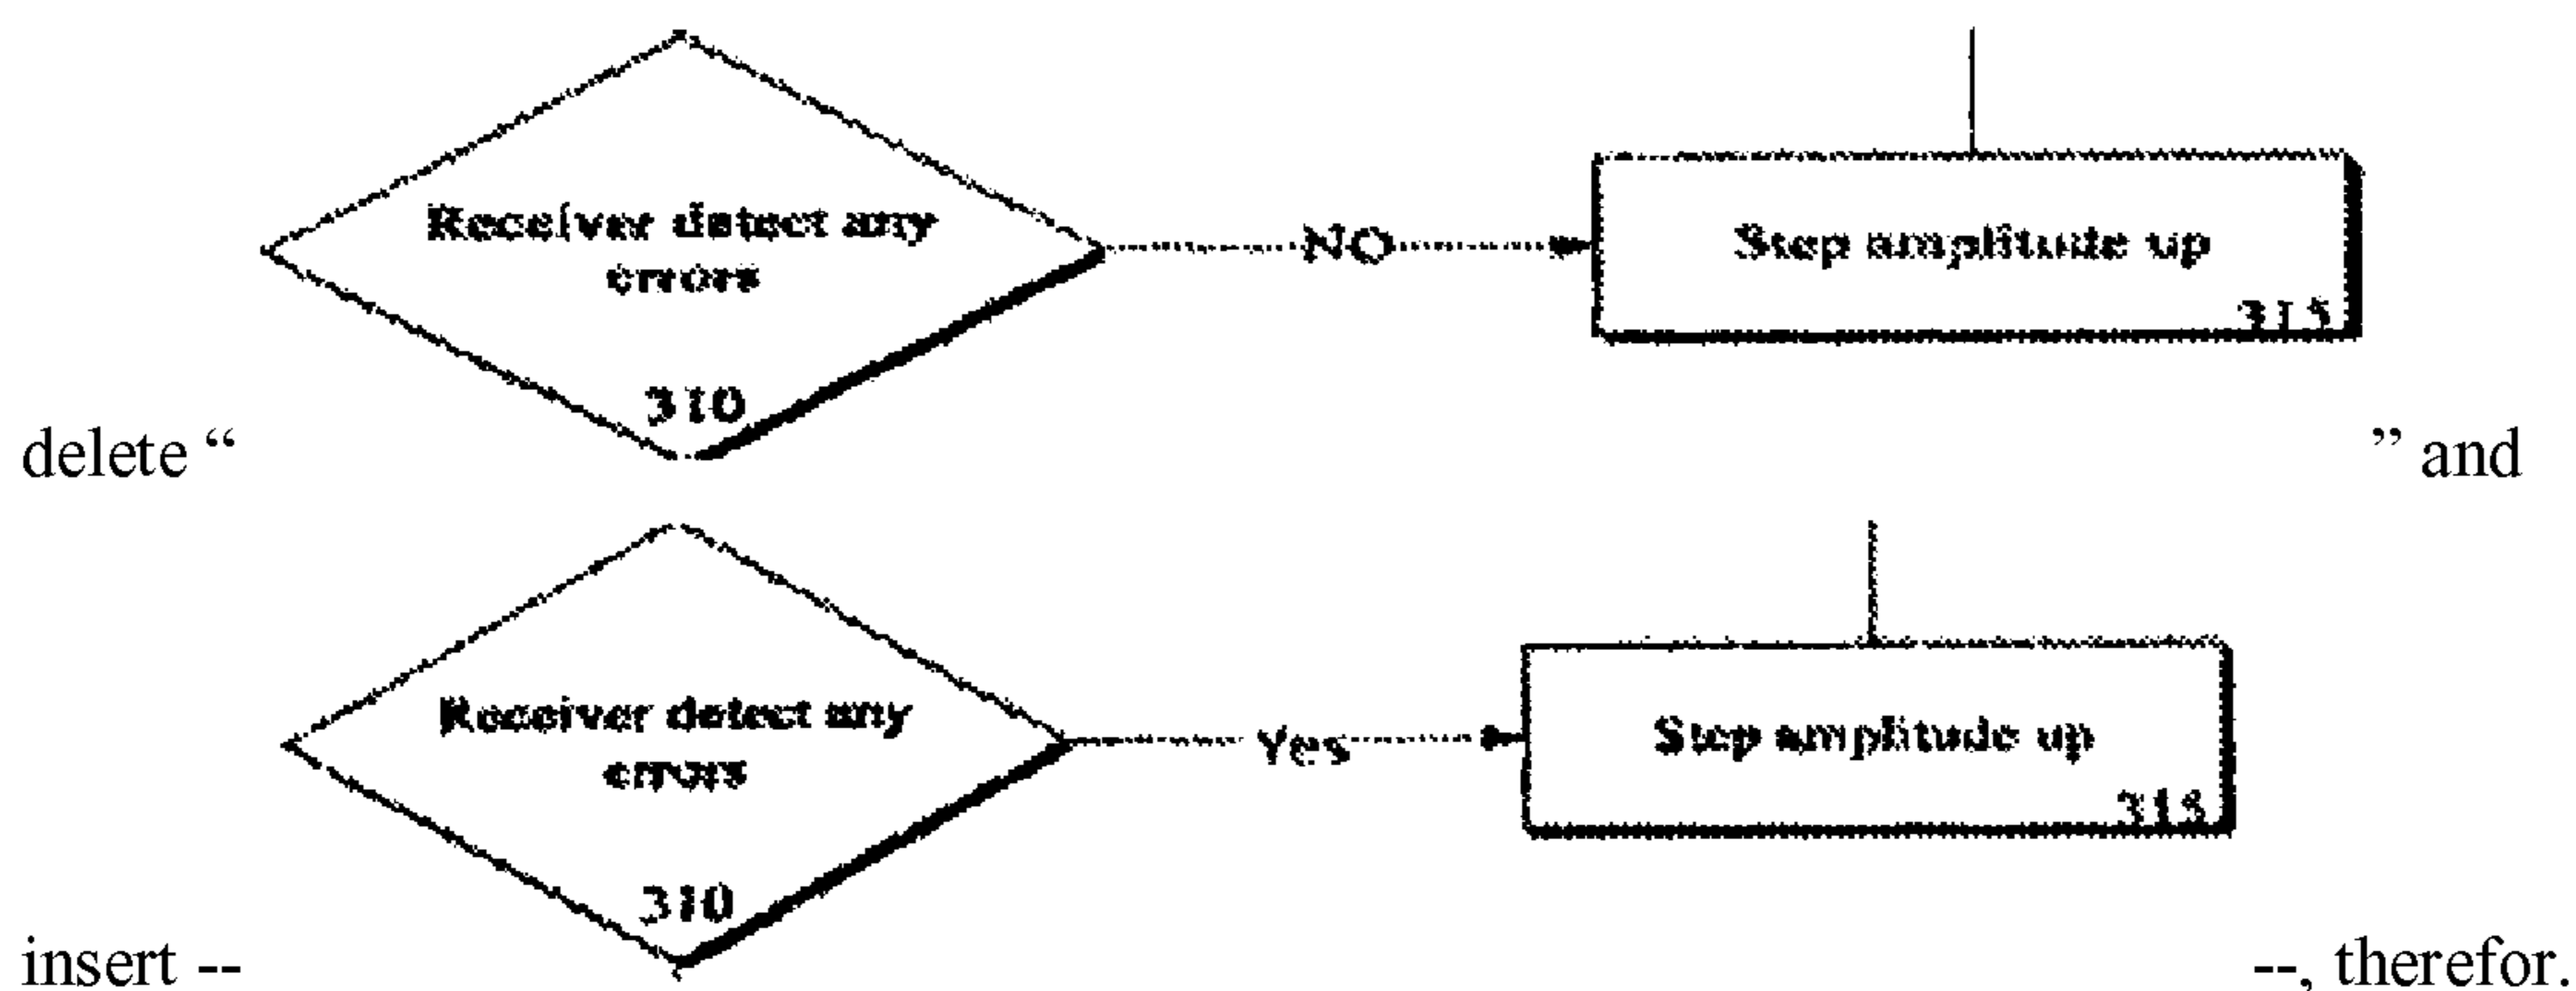 Receiver detect any
errors
310
NO
Step amplitude up
315
delete “ ” and
Receiver detect any
errors
310
Yes
Step amplitude up
315
insert -- --, therefor.